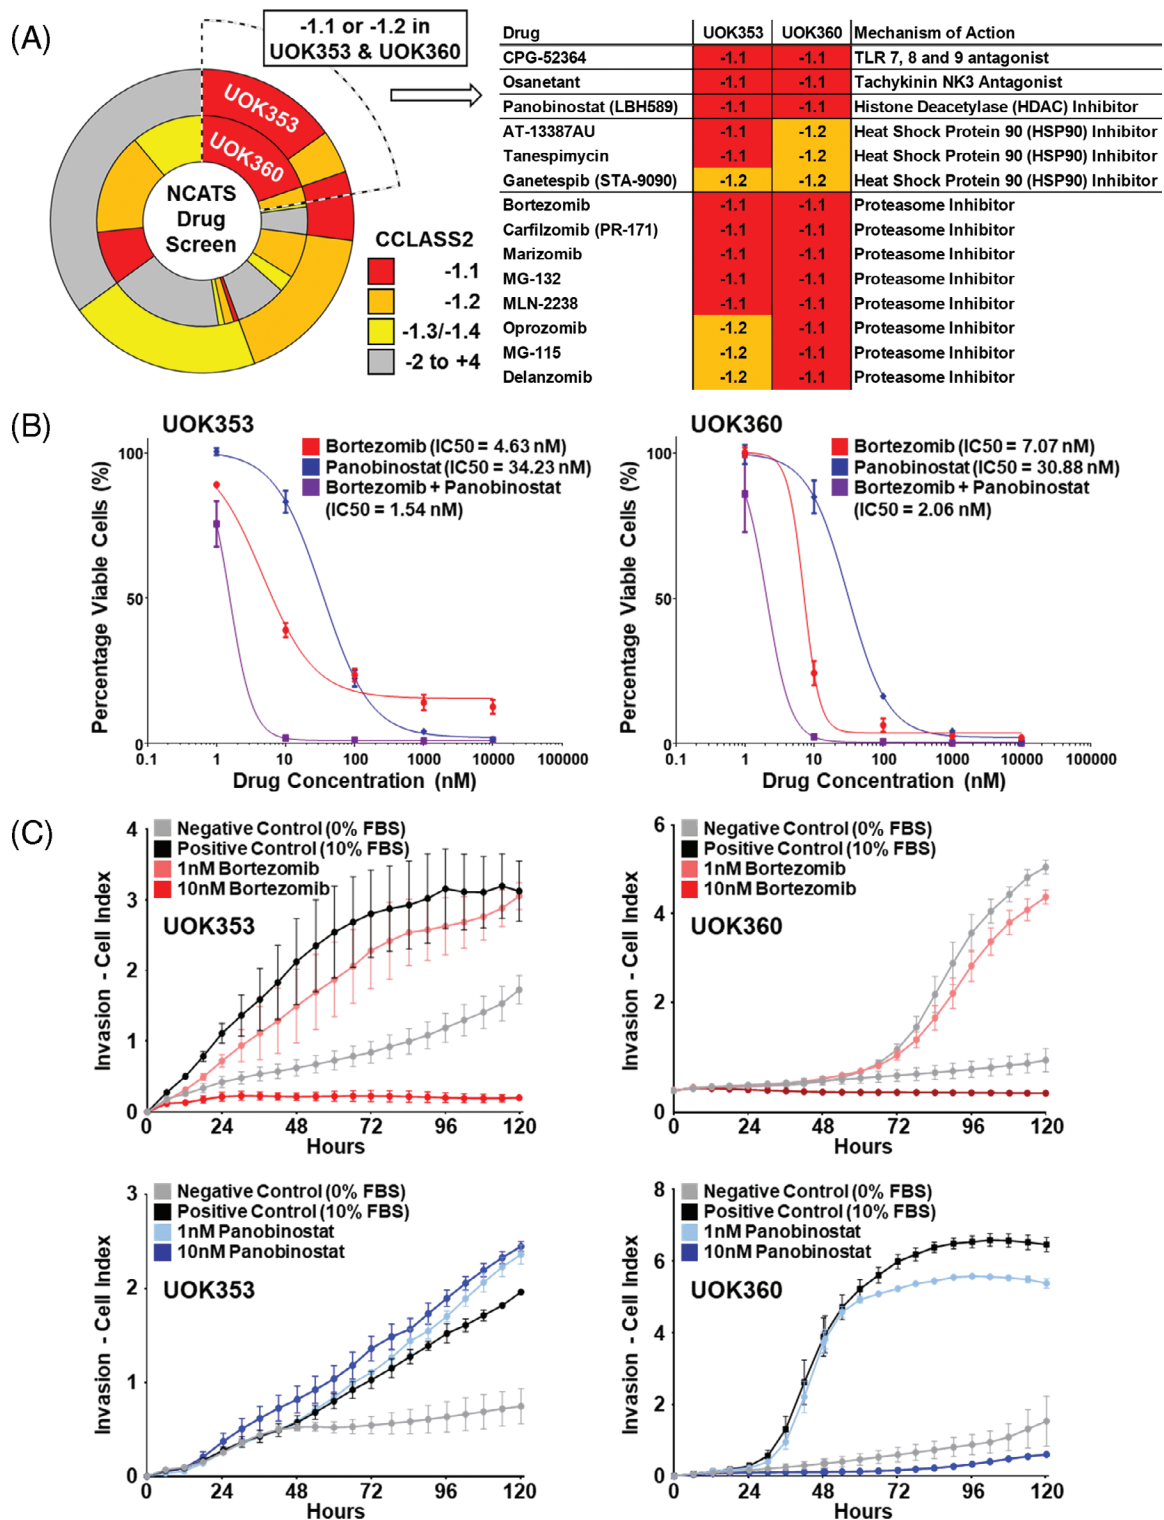 (A)
-1.1 or -1.2 in
UOK353 & UOK360
UOK353
UOK360
NCATS
Drug
Screen
CCLASS2
-1.1
-1.2
-1.3/-1.4
-2 to +4
Drug UOK353 UOK360 Mechanism of Action
CPG-52364 -1.1 -1.1 TLR 7, 8 and 9 antagonist
Osanetant -1.1 -1.1 Tachykinin NK3 Antagonist
Panobinostat (LBH589) -1.1 -1.1 Histone Deacetylase (HDAC) Inhibitor
AT-13387AU -1.1 -1.2 Heat Shock Protein 90 (HSP90) Inhibitor
Tanespimycin -1.1 -1.2 Heat Shock Protein 90 (HSP90) Inhibitor
Ganetespib (STA-9090) -1.2 -1.2 Heat Shock Protein 90 (HSP90) Inhibitor
Bortezomib -1.1 -1.1 Proteasome Inhibitor
Carfilzomib (PR-171) -1.1 -1.1 Proteasome Inhibitor
Marizomib -1.1 -1.1 Proteasome Inhibitor
MG-132 -1.1 -1.1 Proteasome Inhibitor
MLN-2238 -1.1 -1.1 Proteasome Inhibitor
Oprozomib -1.2 -1.1 Proteasome Inhibitor
MG-115 -1.2 -1.1 Proteasome Inhibitor
Delanzomib -1.2 -1.1 Proteasome Inhibitor
(B)
UOK353
Bortezomib (IC50 = 4.63 nM)
Panobinostat (IC50 = 34.23 nM)
Bortezomib + Panobinostat
(IC50 = 1.54 nM)
Percentage Viable Cells (%)
100
50
0
0.1 1 10 100 1000 10000 100000
Drug Concentration (nM)
UOK360
Bortezomib (IC50 = 7.07 nM)
Panobinostat (IC50 = 30.88 nM)
Bortezomib + Panobinostat
(IC50 = 2.06 nM)
Percentage Viable Cells (%)
100
50
0
0.1 1 10 100 1000 10000 100000
Drug Concentration (nM)
(C)
Negative Control (0% FBS)
Positive Control (10% FBS)
1nM Bortezomib
10nM Bortezomib
UOK353
Invasion - Cell Index
4
3
2
1
0
0 24 48 72 96 120
Hours
Negative Control (0% FBS)
Positive Control (10% FBS)
1nM Bortezomib
10nM Bortezomib
UOK360
Invasion - Cell Index
6
4
2
0
0 24 48 72 96 120
Hours
Negative Control (0% FBS)
Positive Control (10% FBS)
1nM Panobinostat
10nM Panobinostat
UOK353
Invasion - Cell Index
3
2
1
0
0 24 48 72 96 120
Hours
Negative Control (0% FBS)
Positive Control (10% FBS)
1nM Panobinostat
10nM Panobinostat
UOK360
Invasion - Cell Index
8
6
4
2
0
0 24 48 72 96 120
Hours